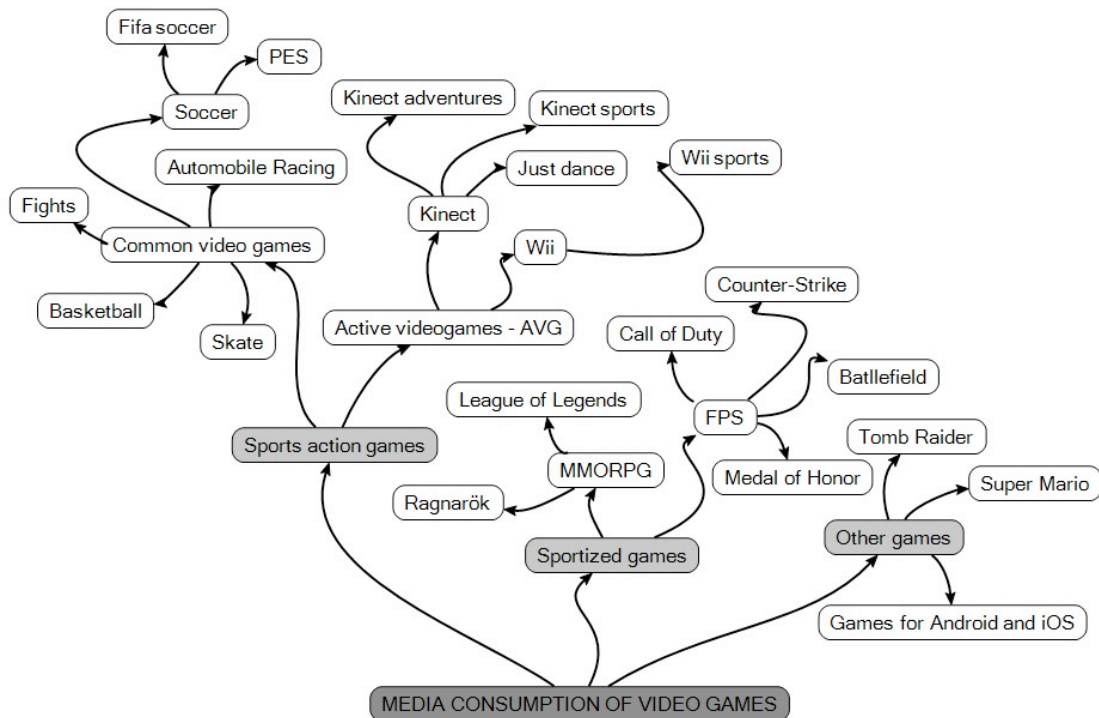 Fifa soccer
PES
Soccer
Kinect adventures
Kinect sports
Automobile Racing
Just dance
Wii sports
Fights
Kinect
Common video games
Wii
Counter-Strike
Basketball
Skate
Active videogames - AVG
Call of Duty
Batllefield
League of Legends
FPS
Sports action games
Tomb Raider
MMORPG
Medal of Honor
Super Mario
Ragnarök
Sportized games
Other games
Games for Android and iOS
MEDIA CONSUMPTION OF VIDEO GAMES